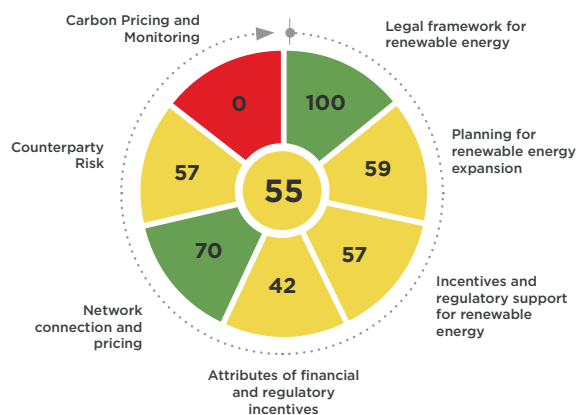 Carbon Pricing and
Monitoring
Legal framework for
renewable energy
0
100
Counterparty
Risk
57
Planning for
renewable energy
expansion
59
55
70
42
57
Network
connection and
pricing
Incentives and
regulatory support
for renewable
energy
Attributes of financial
and regulatory
incentives